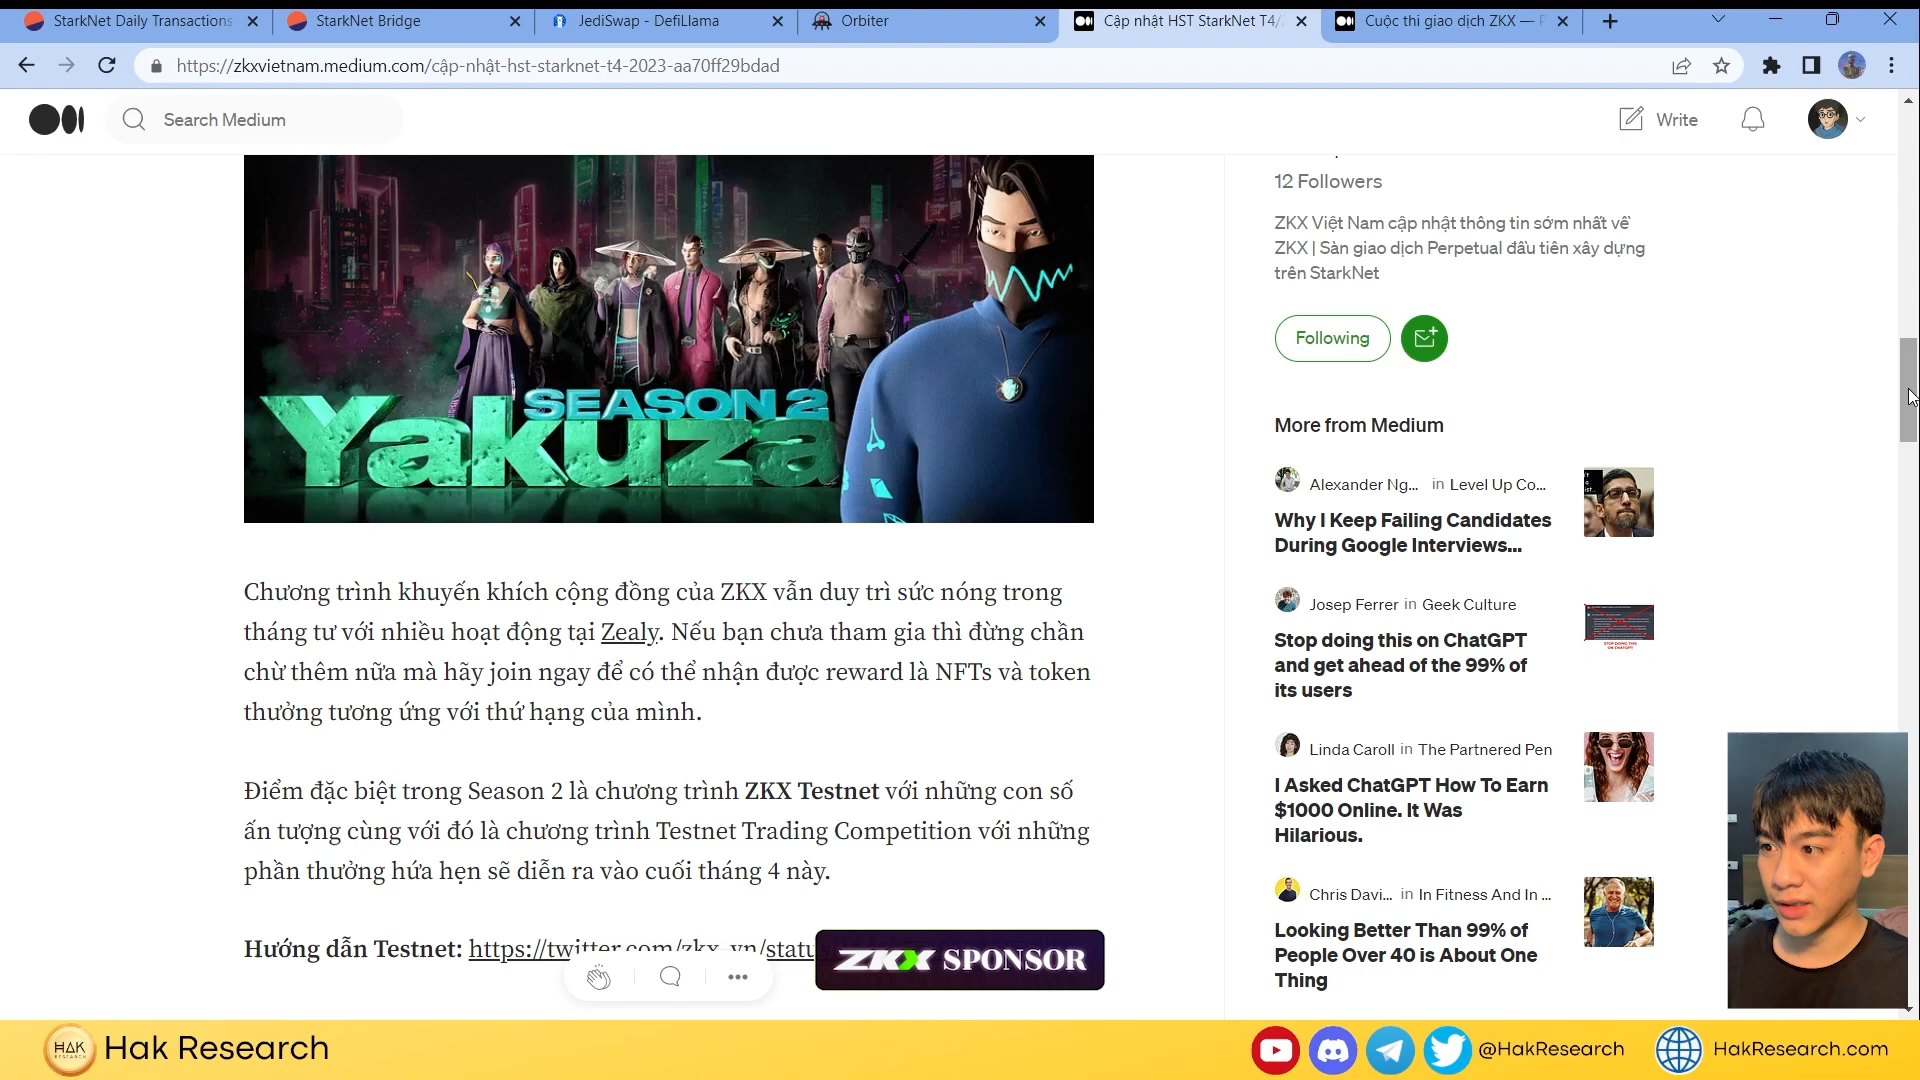 StarkNet Daily Transactions
StarkNet Bridge
JediSwap - DefiLlama
Orbiter
Cập nhật HST StarkNet T4/
Cuộc thi giao dịch ZKX —
https://zkxvietnam.medium.com/cập-nhật-hst-starknet-t4-2023-aa70ff29bdad
Search Medium
Write
SEASON 2
Yakuza
Chương trình khuyến khích cộng đồng của ZKX vẫn duy trì sức nóng trong
tháng tư với nhiều hoạt động tại Zealy. Nếu bạn chưa tham gia thì đừng chần
chừ thêm nữa mà hãy join ngay để có thể nhận được reward là NFTs và token
thưởng tương ứng với thứ hạng của mình.
Điểm đặc biệt trong Season 2 là chương trình ZKX Testnet với những con số
ấn tượng cùng với đó là chương trình Testnet Trading Competition với những
phần thưởng hứa hẹn sẽ diễn ra vào cuối tháng 4 này.
Hướng dẫn Testnet: https://twitter.com/zkx_vn/statu
ZKX SPONSOR
12 Followers
ZKX Việt Nam cập nhật thông tin sớm nhất về
ZKX | Sàn giao dịch Perpetual đầu tiên xây dựng
trên StarkNet
Following
More from Medium
Alexander Ng... in Level Up Co...
Why I Keep Failing Candidates
During Google Interviews...
Josep Ferrer in Geek Culture
Stop doing this on ChatGPT
and get ahead of the 99% of
its users
Linda Caroll in The Partnered Pen
I Asked ChatGPT How To Earn
$1000 Online. It Was
Hilarious.
Chris Davi... in In Fitness And In ...
Looking Better Than 99% of
People Over 40 is About One
Thing
HAK
RESEARCH
Hak Research
@HakResearch
HakResearch.com